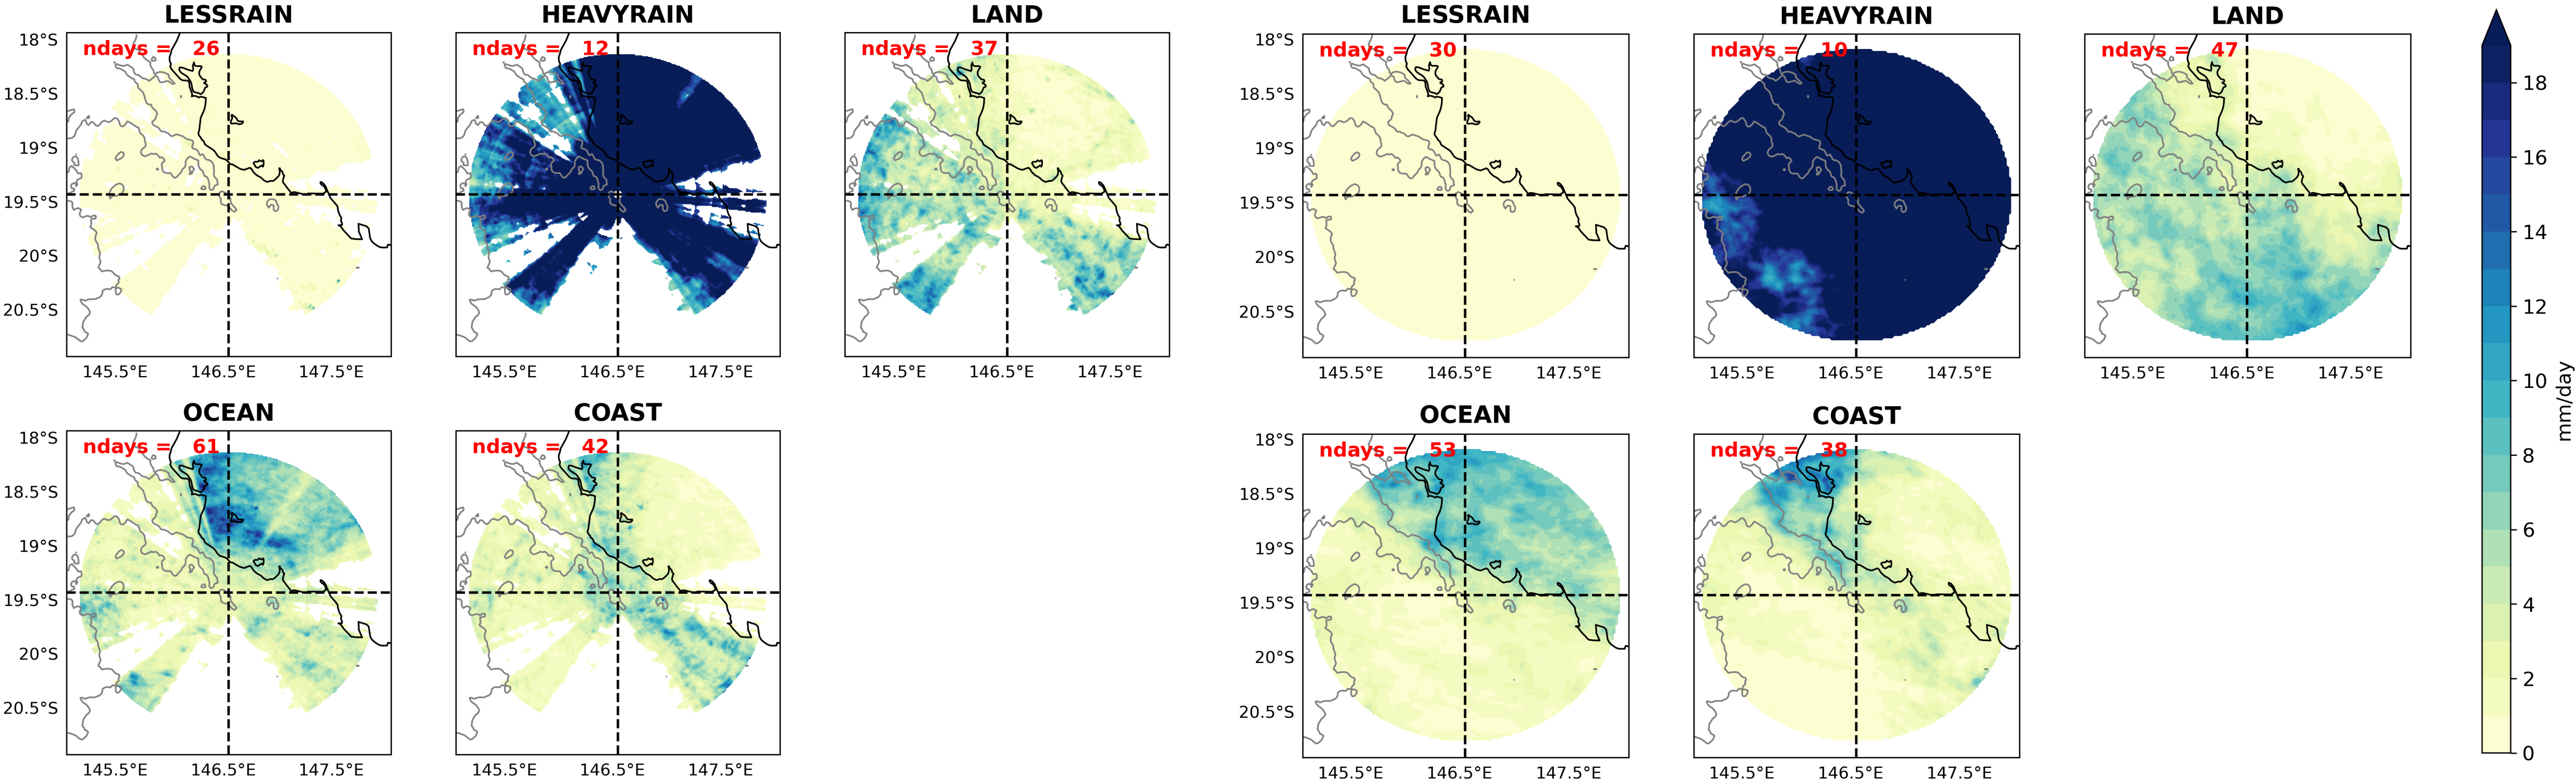 LESSRAIN HEAVYRAIN LAND LESSRAIN HEAVYRAIN LAND
ndays = 26 ndays = 12 ndays = 37 ndays = 30 ndays = 10 ndays = 47
18°S 18°S
18
18.5°S 18.5°S
16
19°S 19°S
14
19.5°S 19.5°S
20°S 20°S
12
20.5°S 20.5°S
145.5°E 146.5°E 147.5°E 145.5°E 146.5°E 147.5°E 145.5°E 146.5°E 147.5°E 145.5°E 146.5°E 147.5°E 145.5°E 146.5°E 147.5°E 145.5°E 146.5°E 147.5°E
10
mm/day
OCEAN COAST OCEAN COAST
ndays = 61 ndays = 42 ndays = 53 ndays = 38
18°S 18°S
8
18.5°S 18.5°S
6
19°S 19°S
4
19.5°S 19.5°S
20°S 20°S
2
20.5°S 20.5°S
0
145.5°E 146.5°E 147.5°E 145.5°E 146.5°E 147.5°E 145.5°E 146.5°E 147.5°E 145.5°E 146.5°E 147.5°E